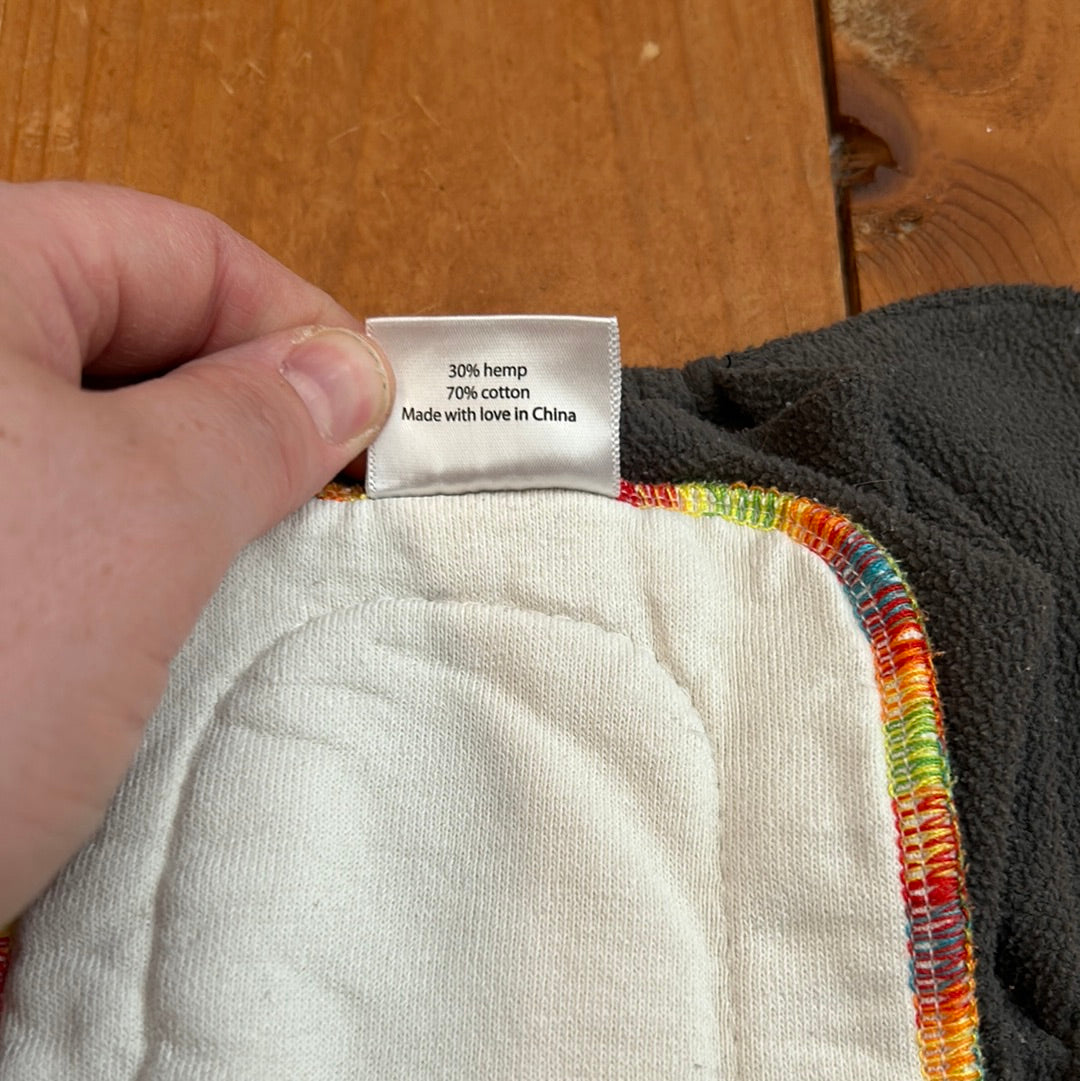 30% hemp
70% cotton
Made with love in China